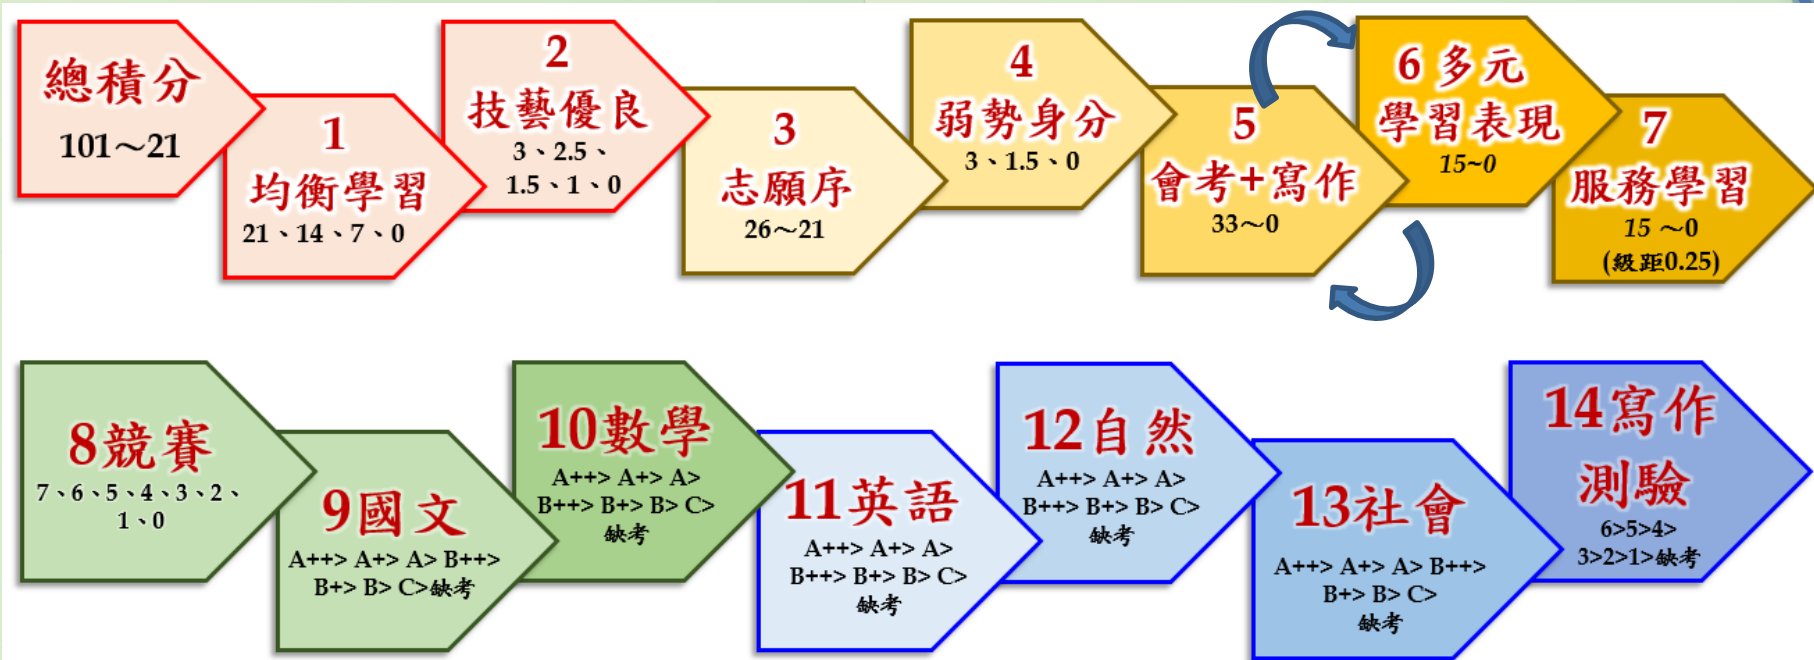 總積分
101～21
1
均衡學習
21、14、7、0
2
技藝優良
3、2.5、
1.5、1、0
3
志願序
26～21
4
弱勢身分
3、1.5、0
5
會考+寫作
33～0
6 多元
學習表現
15~0
7
服務學習
15 ～0
(級距0.25)
8競賽
7、6、5、4、3、2、
1、0
9國文
A++> A+> A> B++>
B+> B> C>缺考
10數學
A++> A+> A>
B++> B+> B> C>
缺考
11英語
A++> A+> A>
B++> B+> B> C>
缺考
12自然
A++> A+> A>
B++> B+> B> C>
缺考
13社會
A++> A+> A> B++>
B+> B> C>
缺考
14寫作
測驗
6>5>4>
3>2>1>缺考